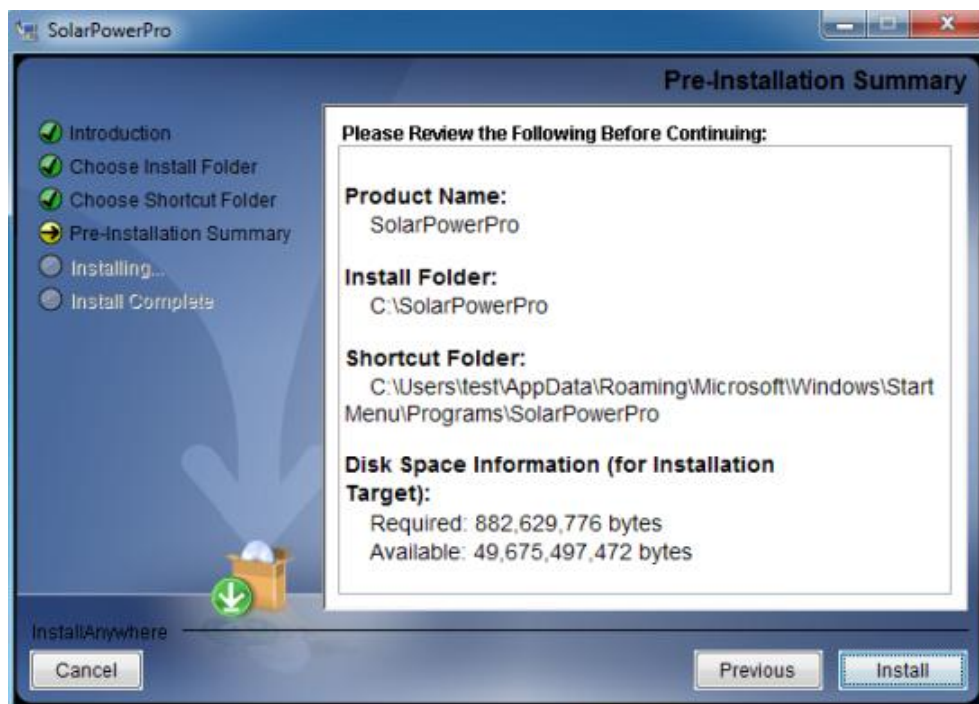 SolarPowerPro
Pre-Installation Summary
Introduction
Choose Install Folder
Choose Shortcut Folder
Pre-Installation Summary
Installing...
Install Complete
Please Review the Following Before Continuing:
Product Name:
SolarPowerPro
Install Folder:
C:\SolarPowerPro
Shortcut Folder:
C:\Users\test\AppData\Roaming\Microsoft\Windows\Start
Menu\Programs\SolarPowerPro
Disk Space Information (for Installation
Target):
Required: 882,629,776 bytes
Available: 49,675,497,472 bytes
InstallAnywhere
Cancel
Previous
Install